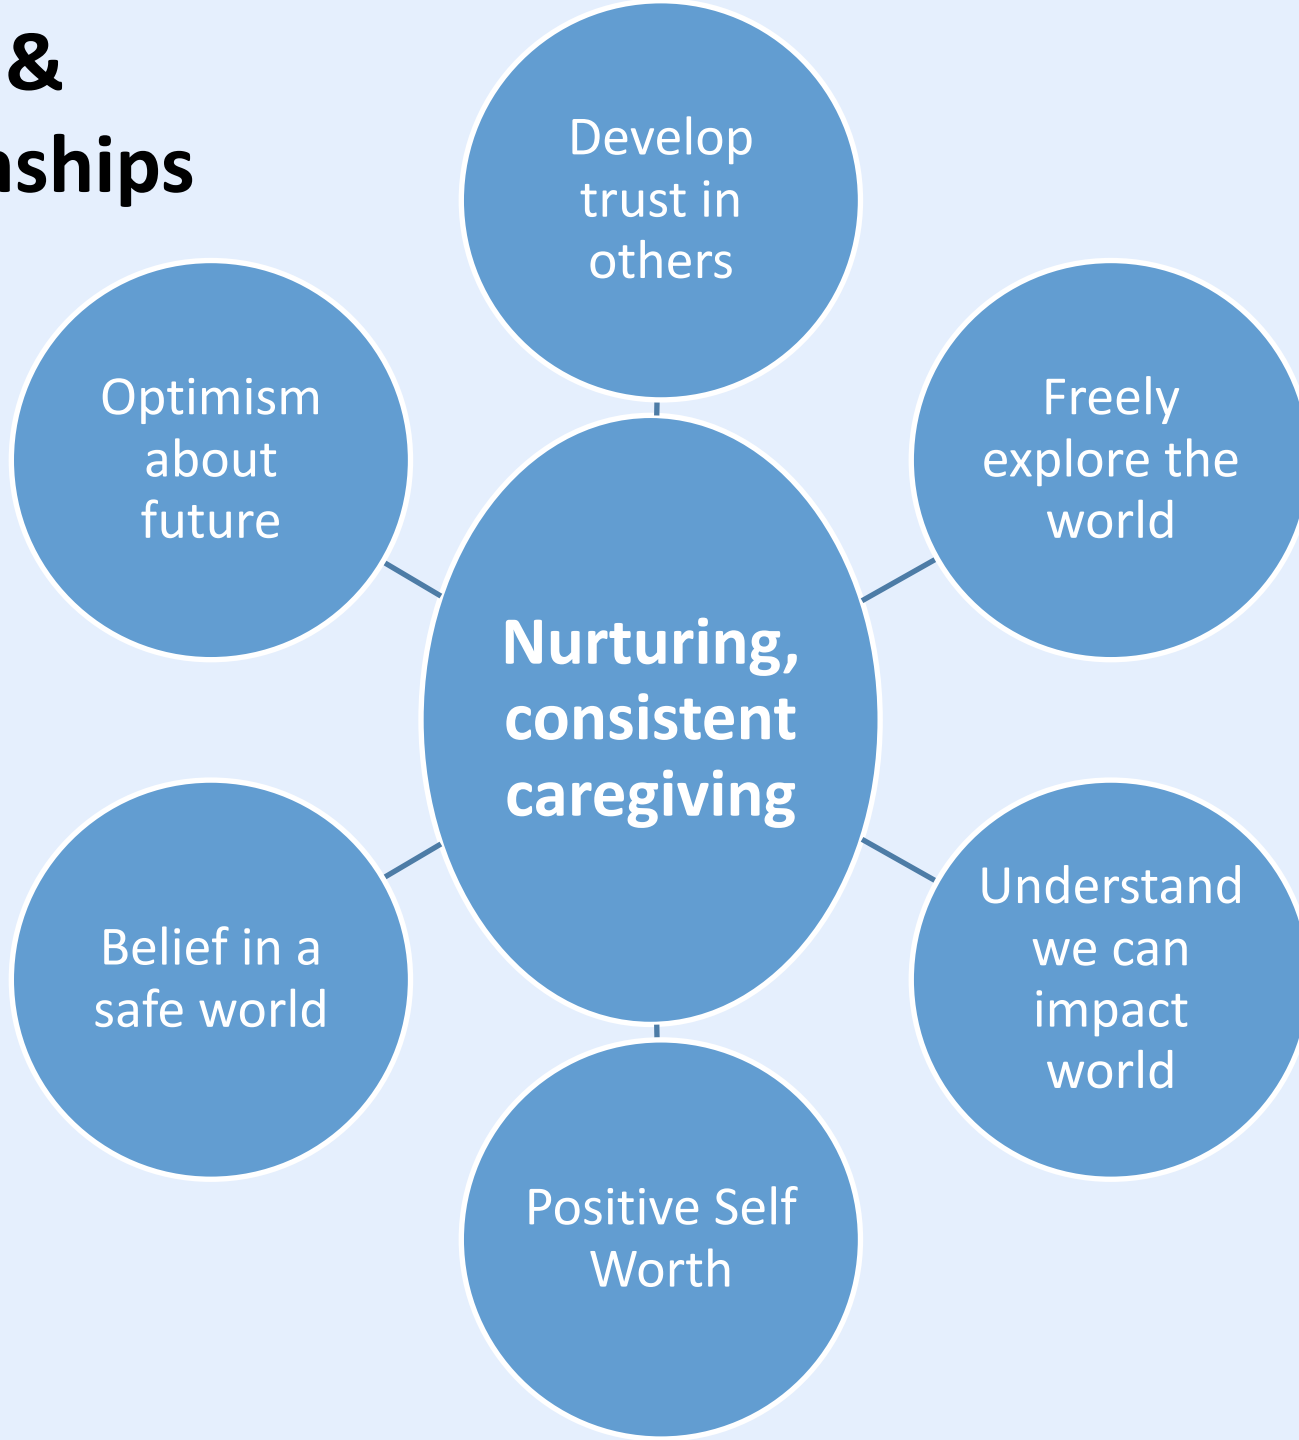 &
nships
Develop
trust in
others
Optimism
about
future
Freely
explore the
world
Nurturing,
consistent
caregiving
Belief in a
safe world
Understand
we can
impact
world
Positive Self
Worth